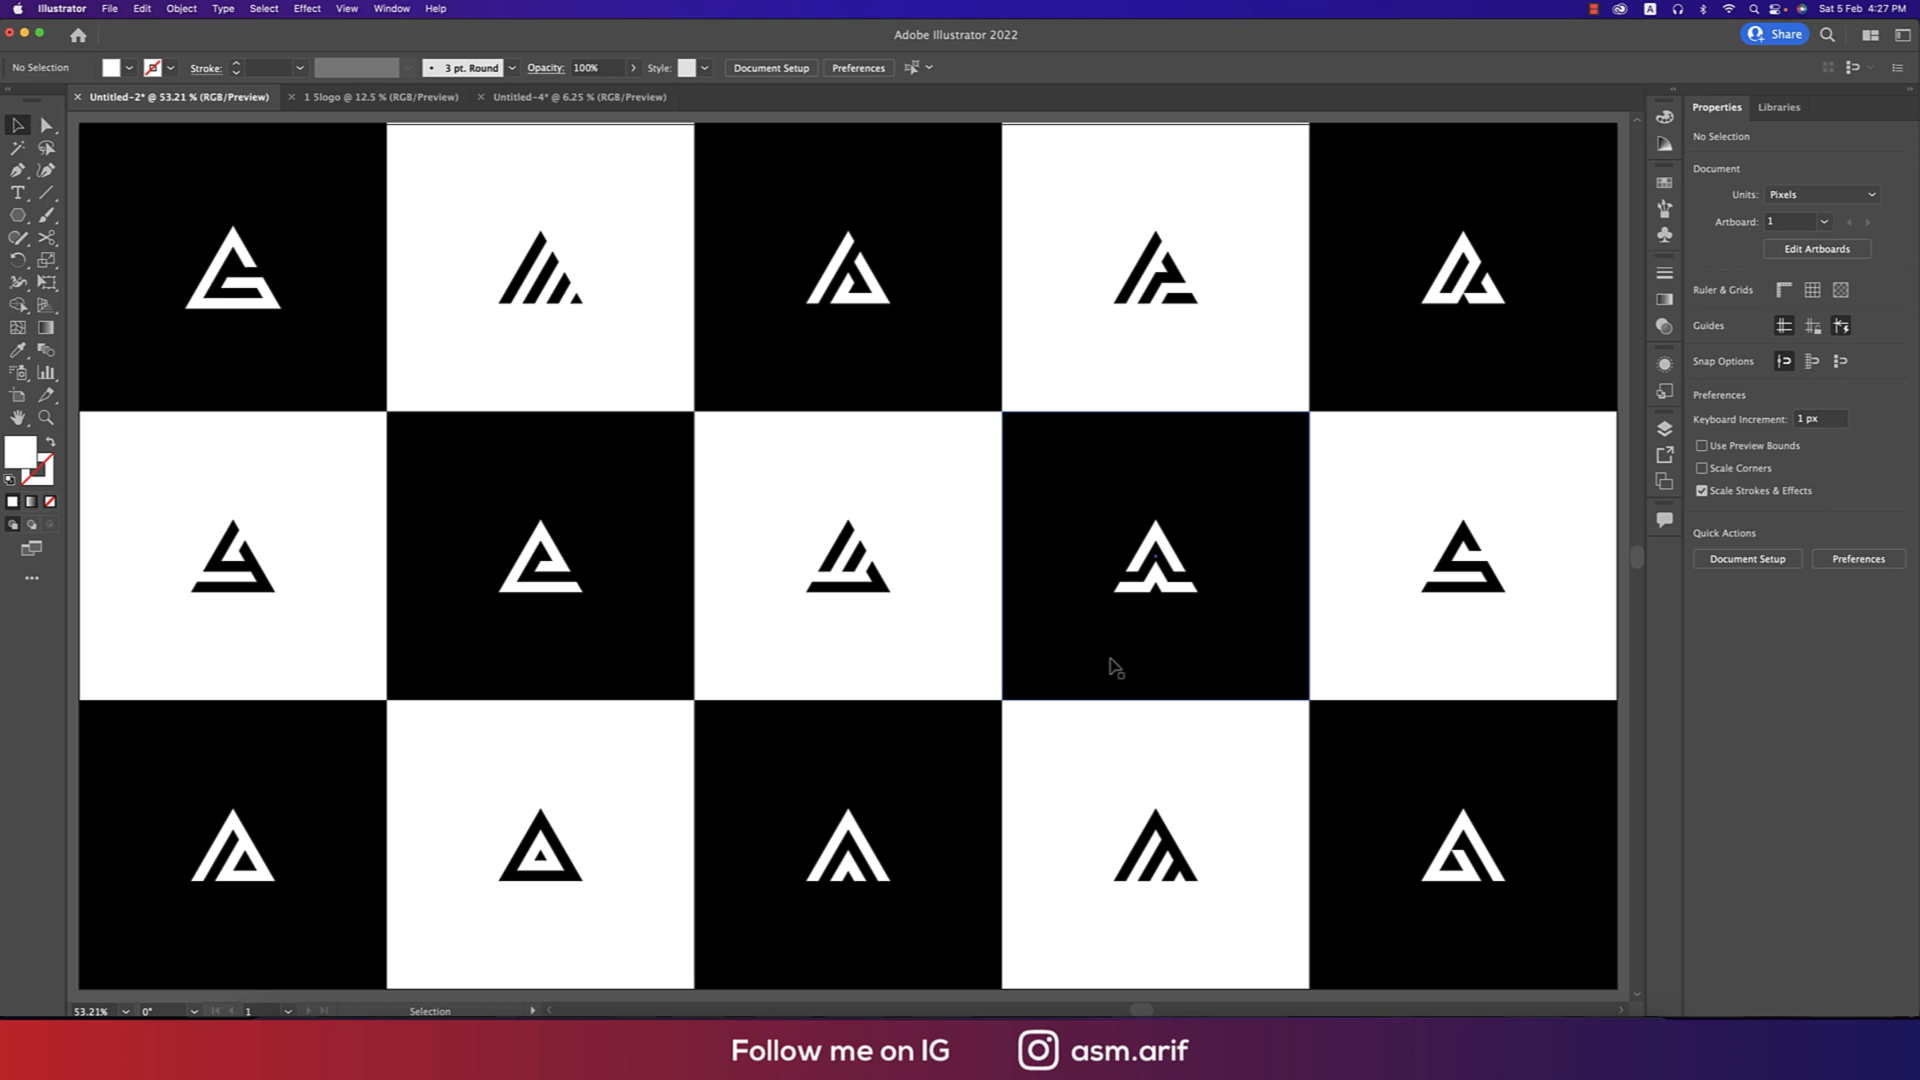 Illustrator File Edit Object Type Select Effect View Window Help A Sat 5 Feb 4:27 PM
Adobe Illustrator 2022 Share
No Selection Stroke: 3 pt. Round Opacity: 100% Style: Document Setup Preferences
Untitled-2* @ 53.21 % (RGB/Preview) 1 5logo @ 12.5 % (RGB/Preview) Untitled-4* @ 6.25 % (RGB/Preview)
Properties Libraries
No Selection
Document
Units: Pixels
Artboard: 1
Edit Artboards
Ruler & Grids
Guides
Snap Options
Preferences
Keyboard Increment: 1 px
Use Preview Bounds
Scale Corners
Scale Strokes & Effects
Quick Actions
Document Setup Preferences
53.21% 0° 1 Selection
Follow me on IG asm.arif